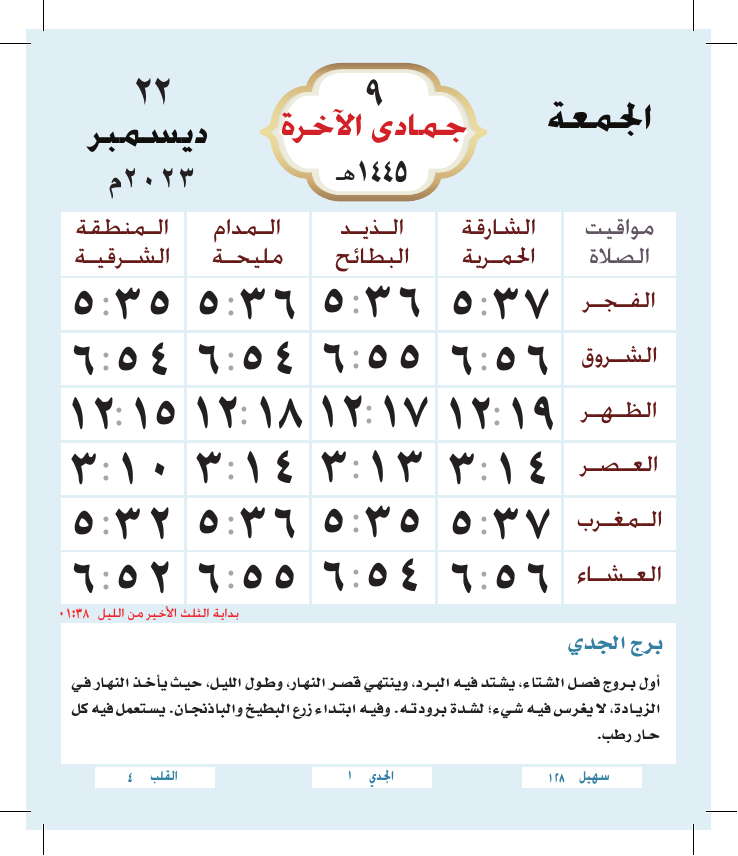 الجمعة
٩
جمادى الآخرة
١٤٤٥هـ
٢٢
ديسمبر
٢٠٢٣م
مواقيت الصلاة | الشارقة الحمرية | الذيد البطائح | المدام مليحة | المنطقة الشرقية
الفجر ٥:٣٧ ٥:٣٦ ٥:٣٦ ٥:٣٥
الشروق ٦:٥٦ ٦:٥٥ ٦:٥٤ ٦:٥٤
الظهر ١٢:١٩ ١٢:١٧ ١٢:١٨ ١٢:١٥
العصر ٣:١٤ ٣:١٣ ٣:١٤ ٣:١٠
المغرب ٥:٣٧ ٥:٣٥ ٥:٣٦ ٥:٣٢
العشاء ٦:٥٦ ٦:٥٤ ٦:٥٥ ٦:٥٢
بداية الثلث الأخير من الليل ٠١:٣٨
برج الجدي
أول بروج فصل الشتاء، يشتد فيه البرد، وينتهي قصر النهار، وطول الليل، حيث يأخذ النهار في
الزيادة، لا يغرس فيه شيء؛ لشدة برودته. وفيه ابتداء زرع البطيخ والباذنجان. يستعمل فيه كل
حار رطب.
سهيل ١٢٨
الجدي ١
القلب ٤